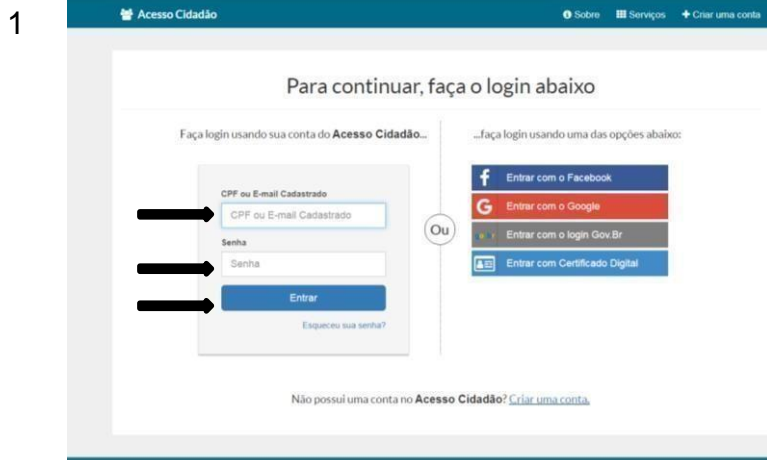 1
Acesso Cidadão
Sobre Serviços Criar uma conta
Para continuar, faça o login abaixo
Faça login usando sua conta do Acesso Cidadão...
...faça login usando uma das opções abaixo:
CPF ou E-mail Cadastrado
CPF ou E-mail Cadastrado
Senha
Senha
Entrar
Esqueceu sua senha?
Ou
Entrar com o Facebook
Entrar com o Google
Entrar com o login Gov.Br
Entrar com Certificado Digital
Não possui uma conta no Acesso Cidadão? Criar uma conta.